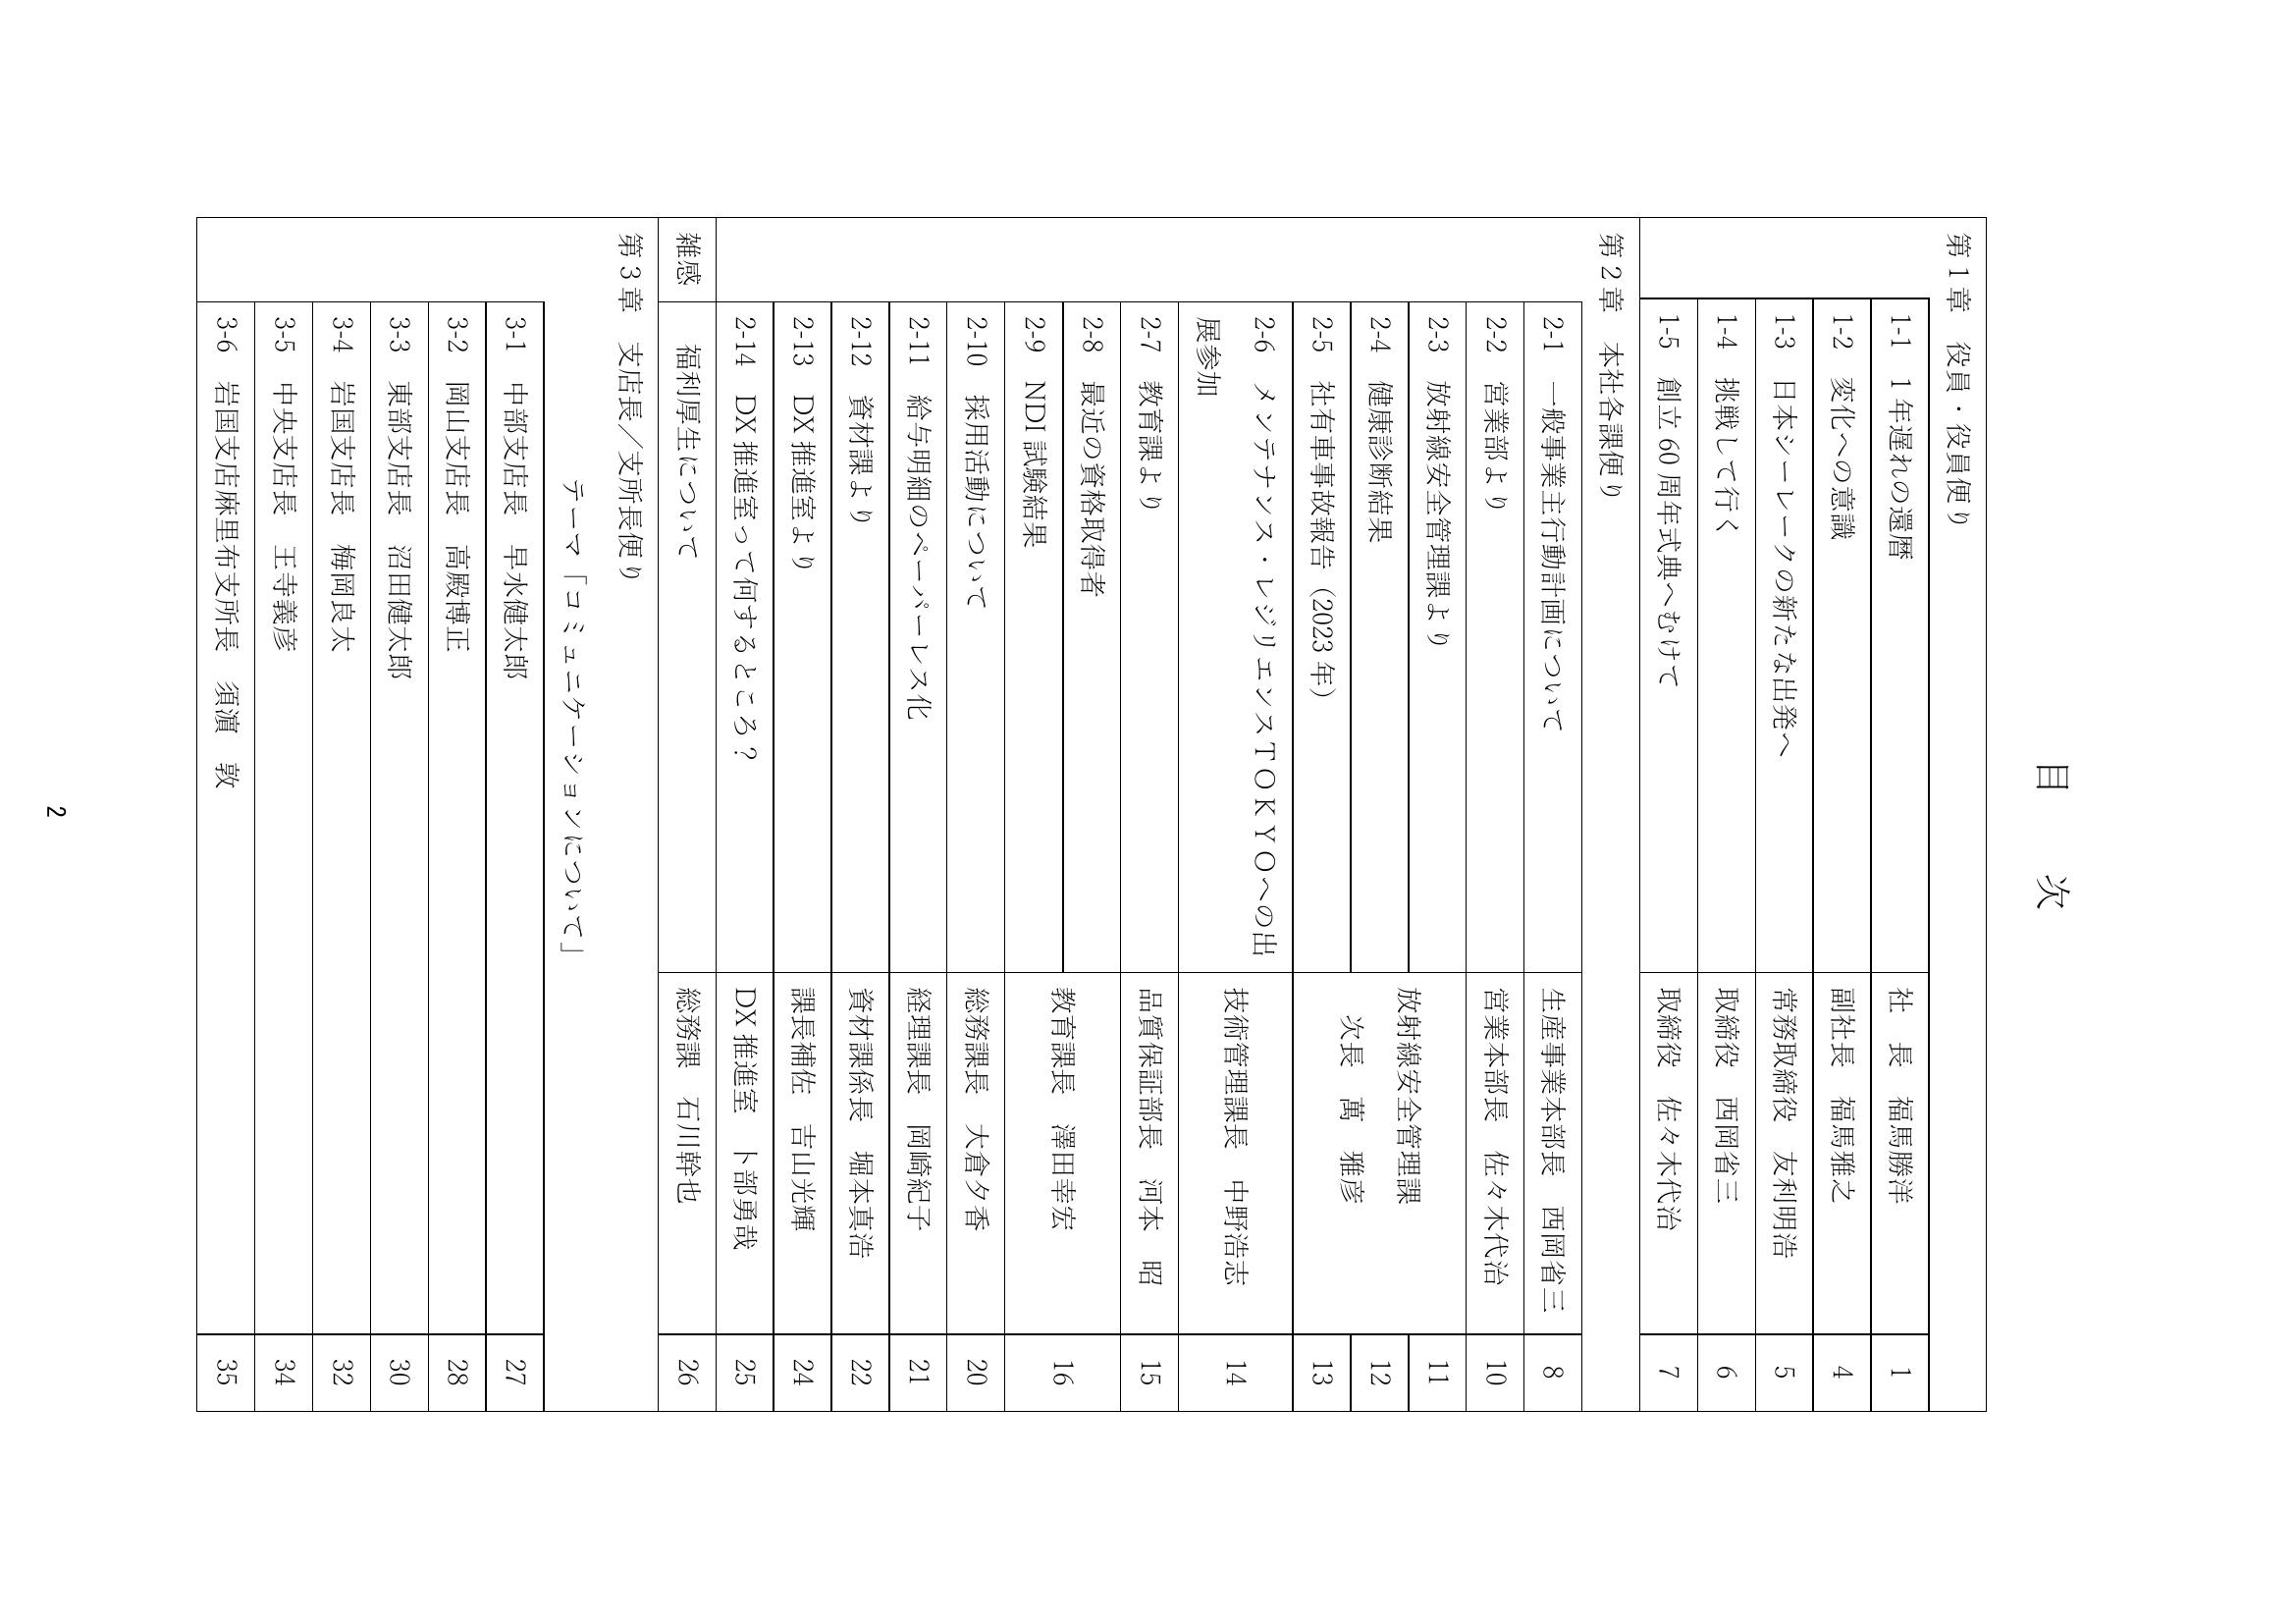 目　次
第１章　役員・役員便り
1-1　１年遅れの還暦　社　長　福馬勝洋　1
1-2　変化への意識　副社長　福馬雅之　4
1-3　日本シーレークの新たな出発へ　常務取締役　友利明浩　5
1-4　挑戦して行く　取締役　西岡省三　6
1-5　創立 60 周年式典へむけて　取締役　佐々木代治　7
第２章　本社各課便り
2-1　一般事業主行動計画について　生産事業本部長　西岡省三　8
2-2　営業部より　営業本部長　佐々木代治　10
2-3　放射線安全管理課より　放射線安全管理課　11
2-4　健康診断結果　次長　萬　雅彦　12
2-5　社有車事故報告（2023 年）　13
2-6　メンテナンス・レジリエンスＴＯＫＹＯへの出
展参加　技術管理課長　中野浩志　14
2-7　教育課より　品質保証部長　河本　昭　15
2-8　最近の資格取得者　教育課長　澤田幸宏　16
2-9　NDI 試験結果
2-10　採用活動について　総務課長　大倉夕香　20
2-11　給与明細のペーパーレス化　経理課長　岡崎紀子　21
2-12　資材課より　資材課係長　堀本真浩　22
2-13　DX 推進室より　課長補佐　吉山光輝　24
2-14　DX 推進室って何するところ？　DX 推進室　卜部勇哉　25
雑感　福利厚生について　総務課　石川幹也　26
第３章　支店長／支所長便り
テーマ「コミュニケーションについて」
3-1　中部支店長　早水健太郎　27
3-2　岡山支店長　高殿博正　28
3-3　東部支店長　沼田健太郎　30
3-4　岩国支店長　梅岡良太　32
3-5　中央支店長　王寺義彦　34
3-6　岩国支店麻里布支所長　須濵　敦　35
2